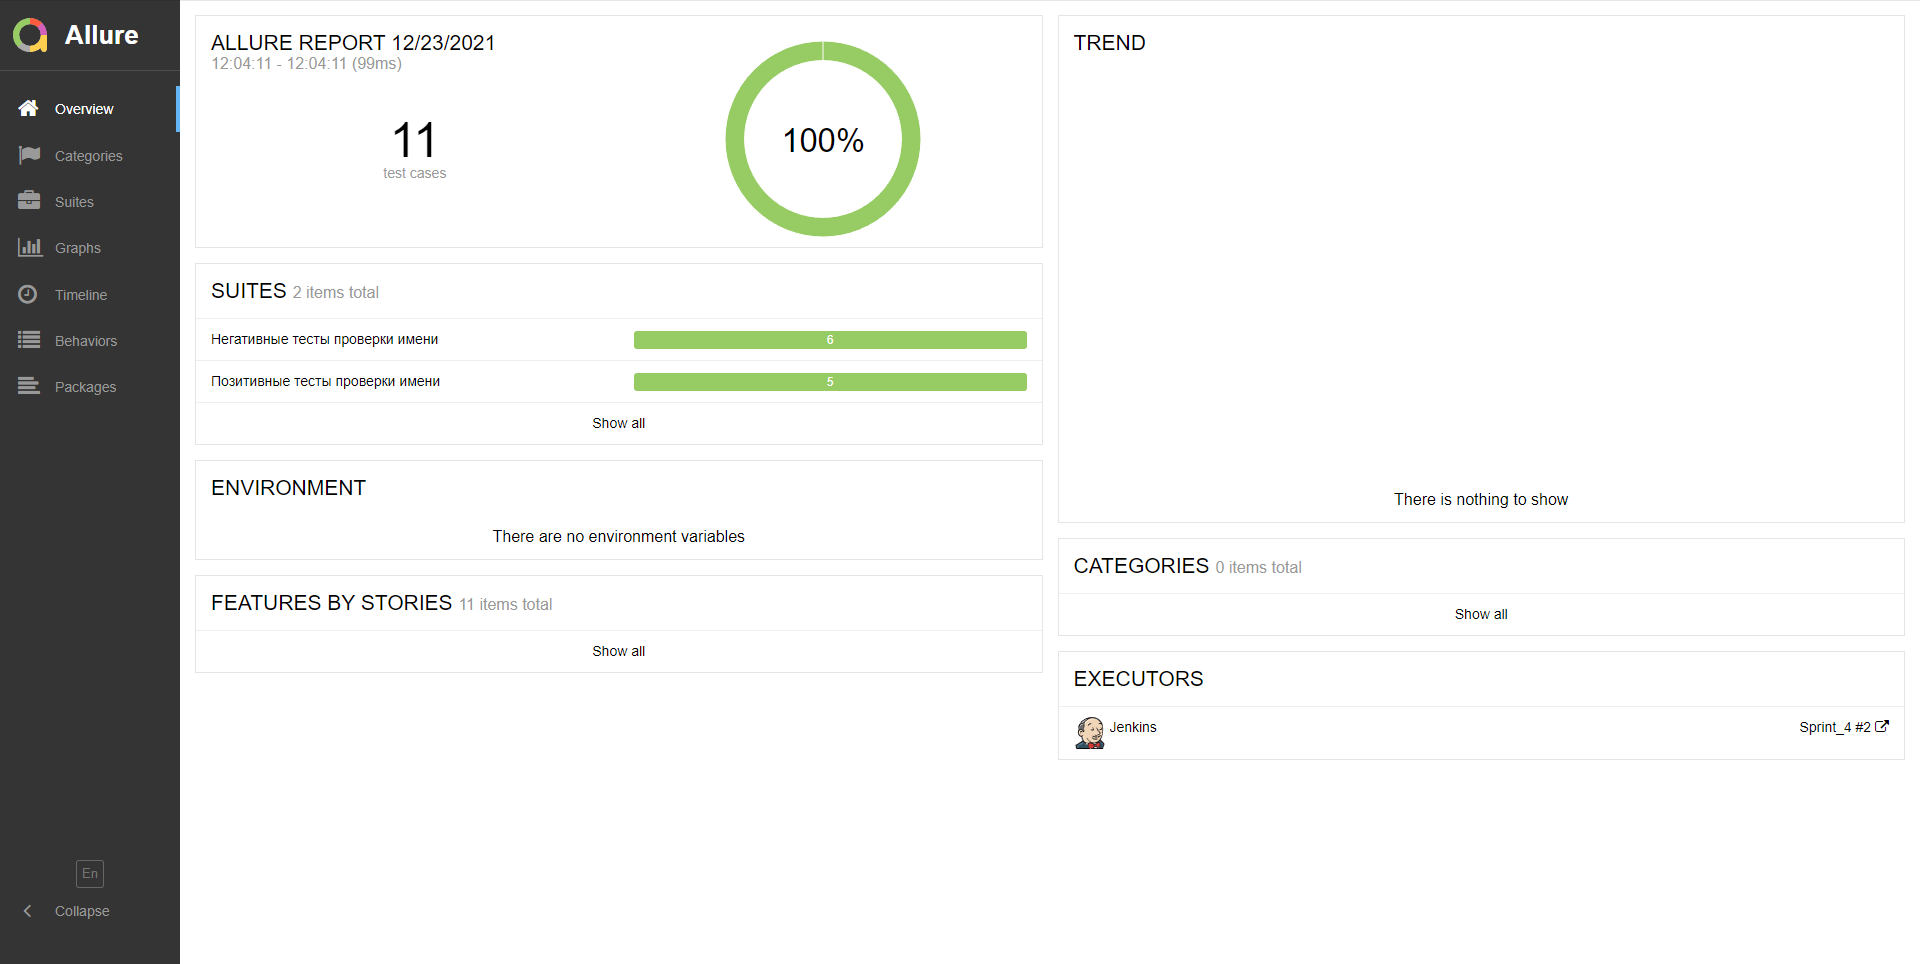 Allure
Overview
Categories
Suites
Graphs
Timeline
Behaviors
Packages
En
Collapse
ALLURE REPORT 12/23/2021
12:04:11 - 12:04:11 (99ms)
11
test cases
100%
SUITES 2 items total
Негативные тесты проверки имени 6
Позитивные тесты проверки имени 5
Show all
ENVIRONMENT
There are no environment variables
FEATURES BY STORIES 11 items total
Show all
TREND
There is nothing to show
CATEGORIES 0 items total
Show all
EXECUTORS
Jenkins Sprint_4 #2